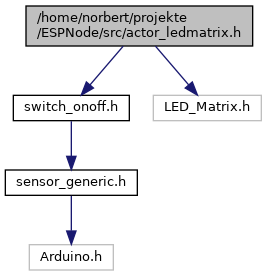 /home/norbert/projekte
/ESPNode/src/actor_ledmatrix.h
switch_onoff.h
LED_Matrix.h
sensor_generic.h
Arduino.h